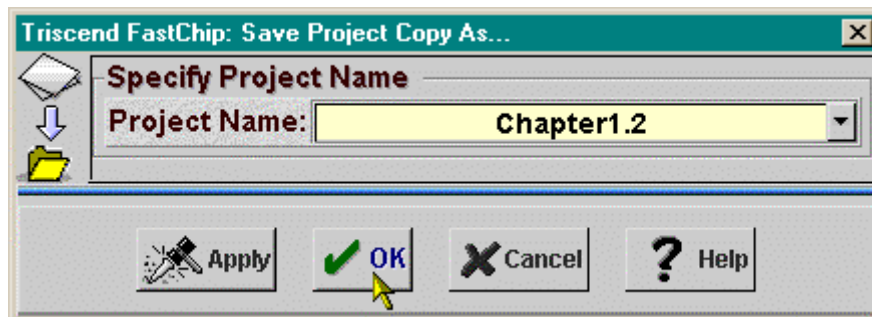 Triscend FastChip: Save Project Copy As...
Specify Project Name
Project Name: Chapter1.2
Apply OK Cancel ? Help